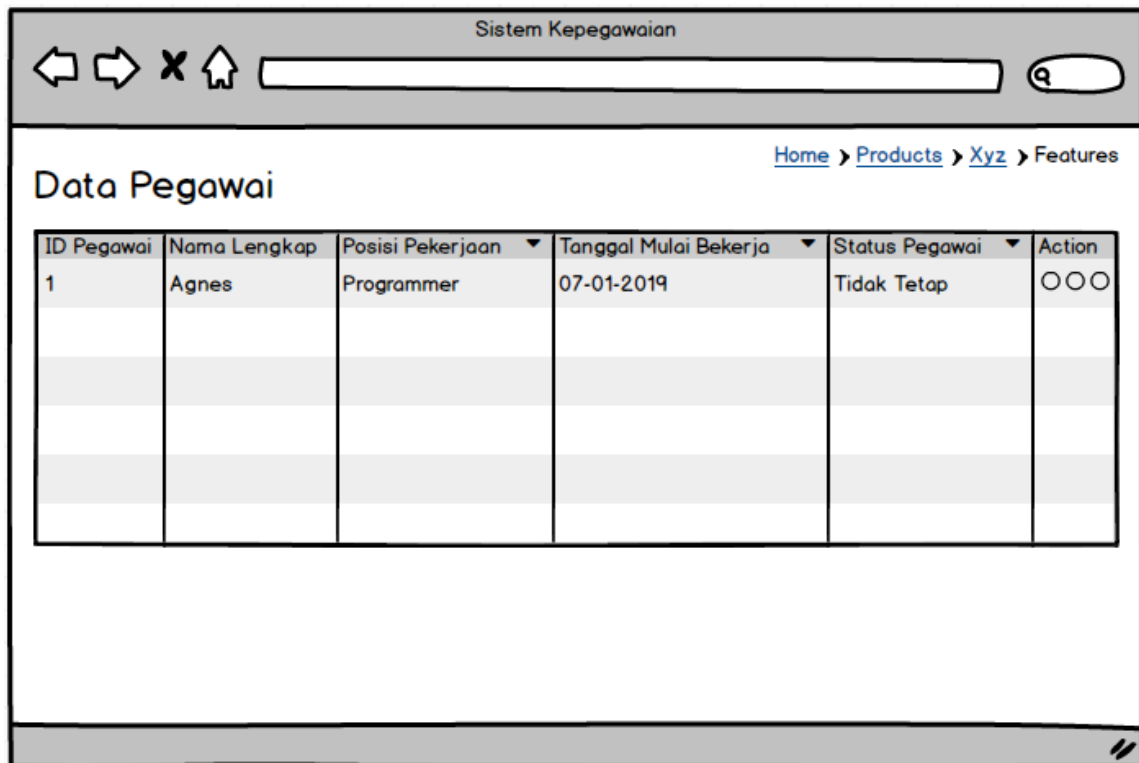 Sistem Kepegawaian
Home > Products > Xyz > Features
Data Pegawai
ID Pegawai Nama Lengkap Posisi Pekerjaan Tanggal Mulai Bekerja Status Pegawai Action
1 Agnes Programmer 07-01-2019 Tidak Tetap